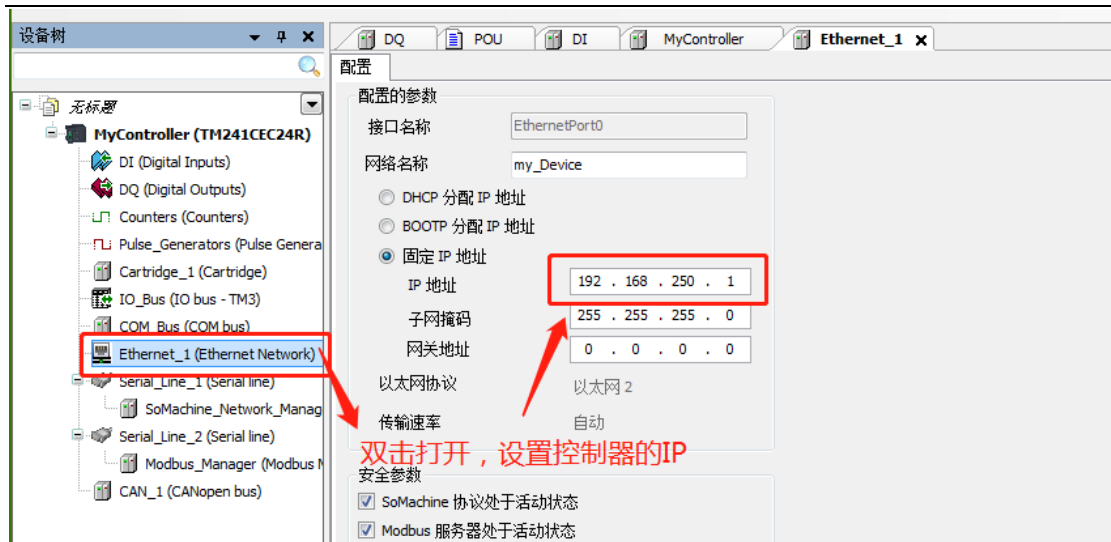 设备树
无标题
MyController (TM241CEC24R)
DI (Digital Inputs)
DQ (Digital Outputs)
Counters (Counters)
Pulse_Generators (Pulse Genera
Cartridge_1 (Cartridge)
IO_Bus (IO bus - TM3)
COM_Bus (COM bus)
Ethernet_1 (Ethernet Network)
Serial_Line_1 (Serial line)
SoMachine_Network_Manag
Serial_Line_2 (Serial line)
Modbus_Manager (Modbus M
CAN_1 (CANopen bus)
DQ POU DI MyController Ethernet_1
配置
配置的参数
接口名称 EthernetPort0
网络名称 my_Device
DHCP 分配 IP 地址
BOOTP 分配 IP 地址
固定 IP 地址
IP 地址 192 . 168 . 250 . 1
子网掩码 255 . 255 . 255 . 0
网关地址 0 . 0 . 0 . 0
以太网协议 以太网 2
传输速率 自动
双击打开，设置控制器的IP
安全参数
SoMachine 协议处于活动状态
Modbus 服务器处于活动状态